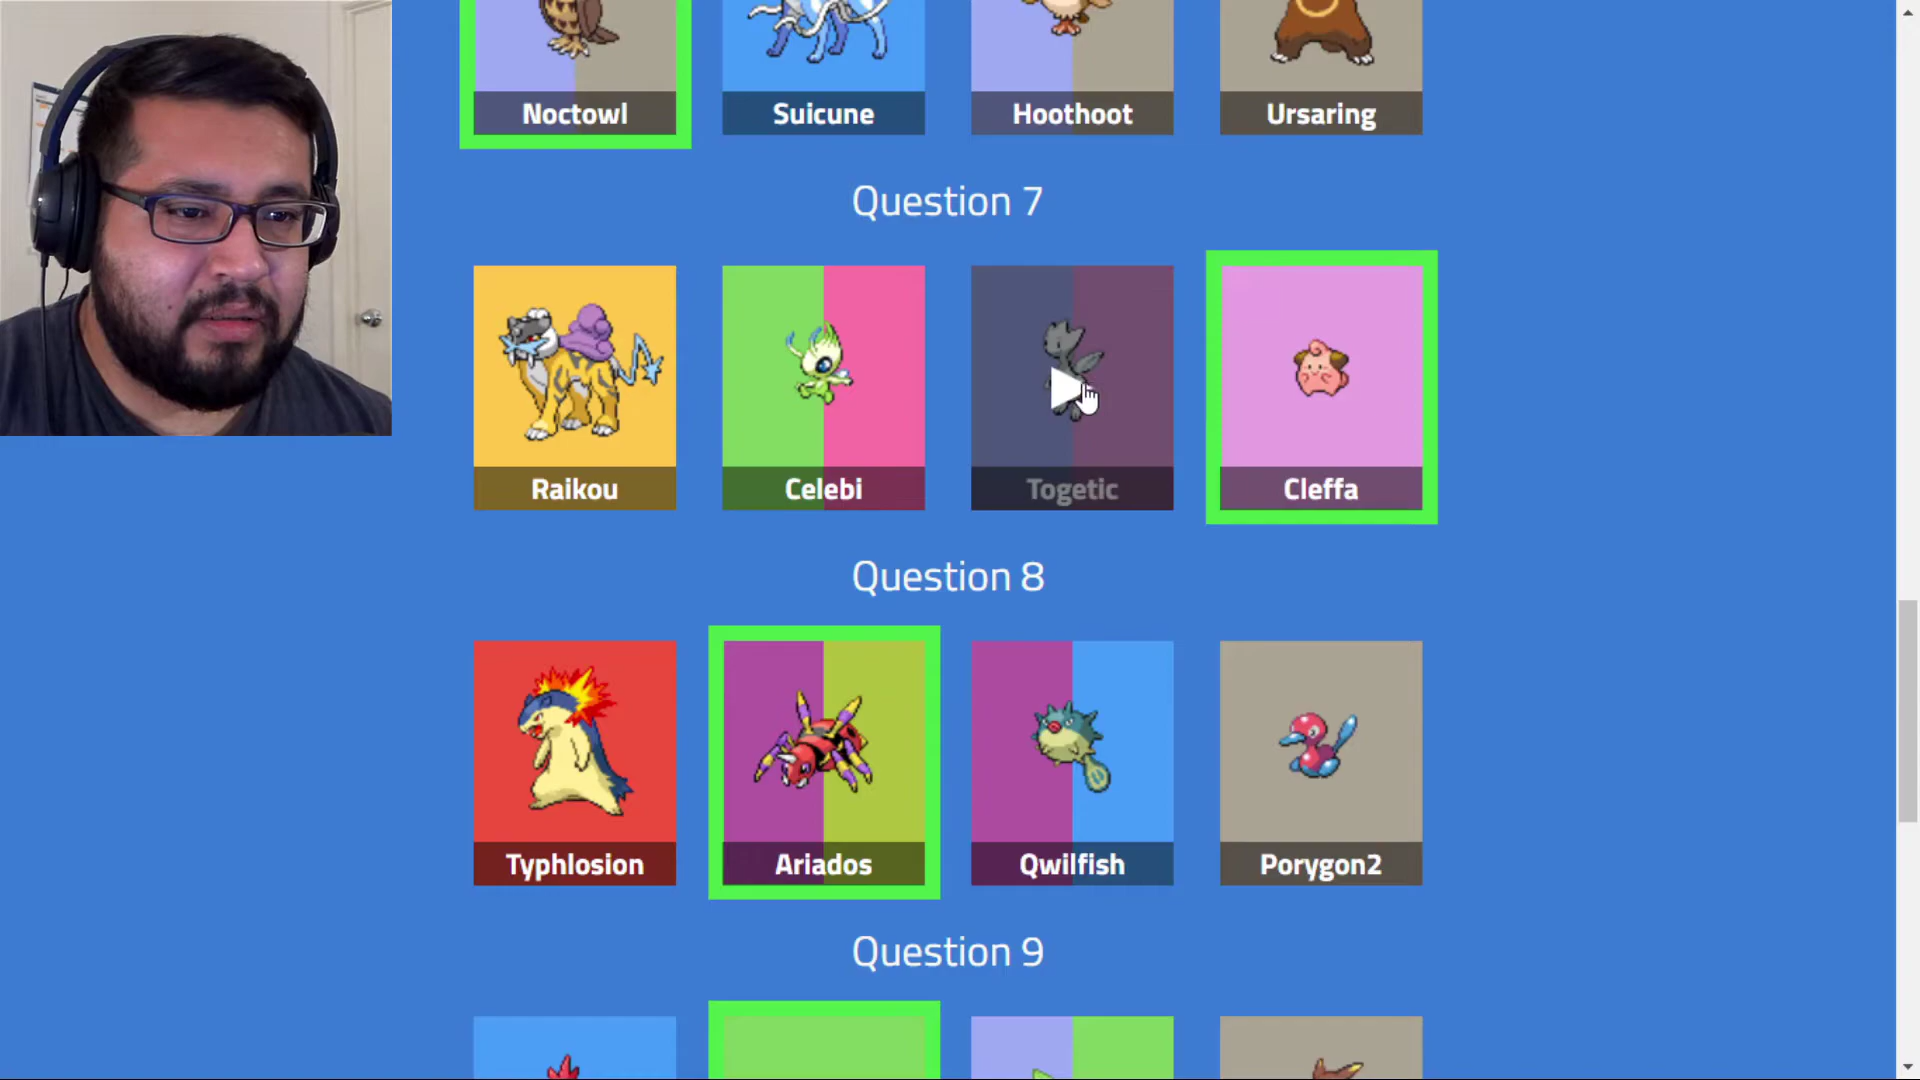 Noctowl Suicune Hoothoot Ursaring
Question 7
Raikou Celebi Togetic Cleffa
Question 8
Typhlosion Ariados Qwilfish Porygon2
Question 9